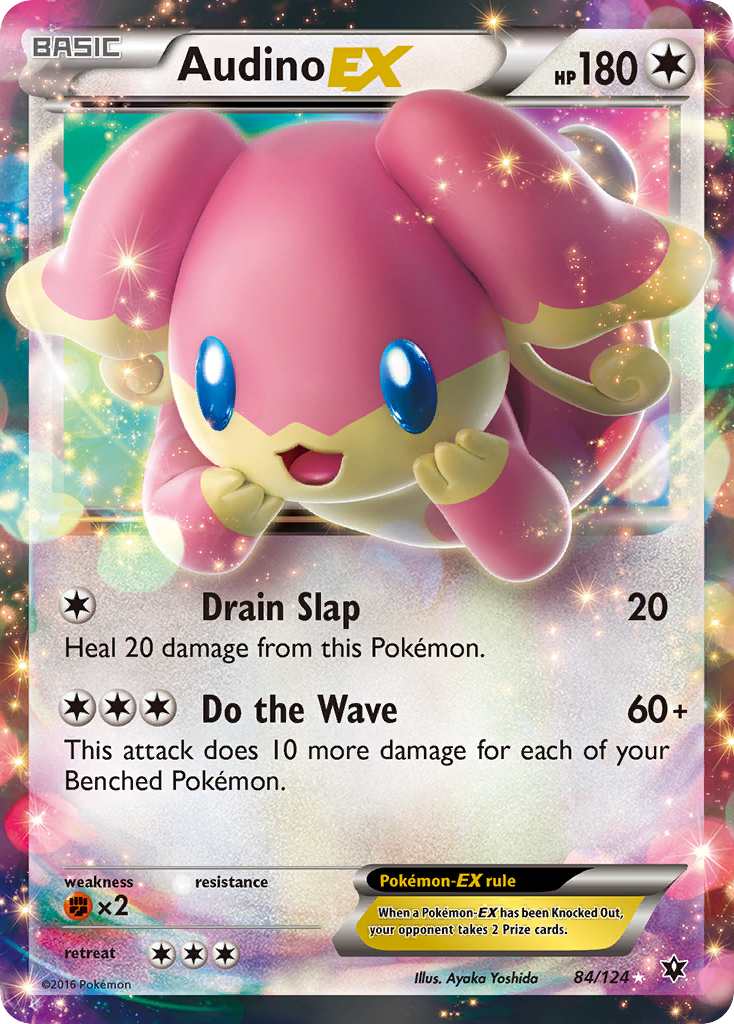 BASIC
Audino EX
HP 180
Drain Slap 20
Heal 20 damage from this Pokémon.
Do the Wave 60+
This attack does 10 more damage for each of your
Benched Pokémon.
weakness resistance
×2
retreat
Pokémon-EX rule
When a Pokémon-EX has been Knocked Out,
your opponent takes 2 Prize cards.
©2016 Pokémon
Illus. Ayaka Yoshida
84/124